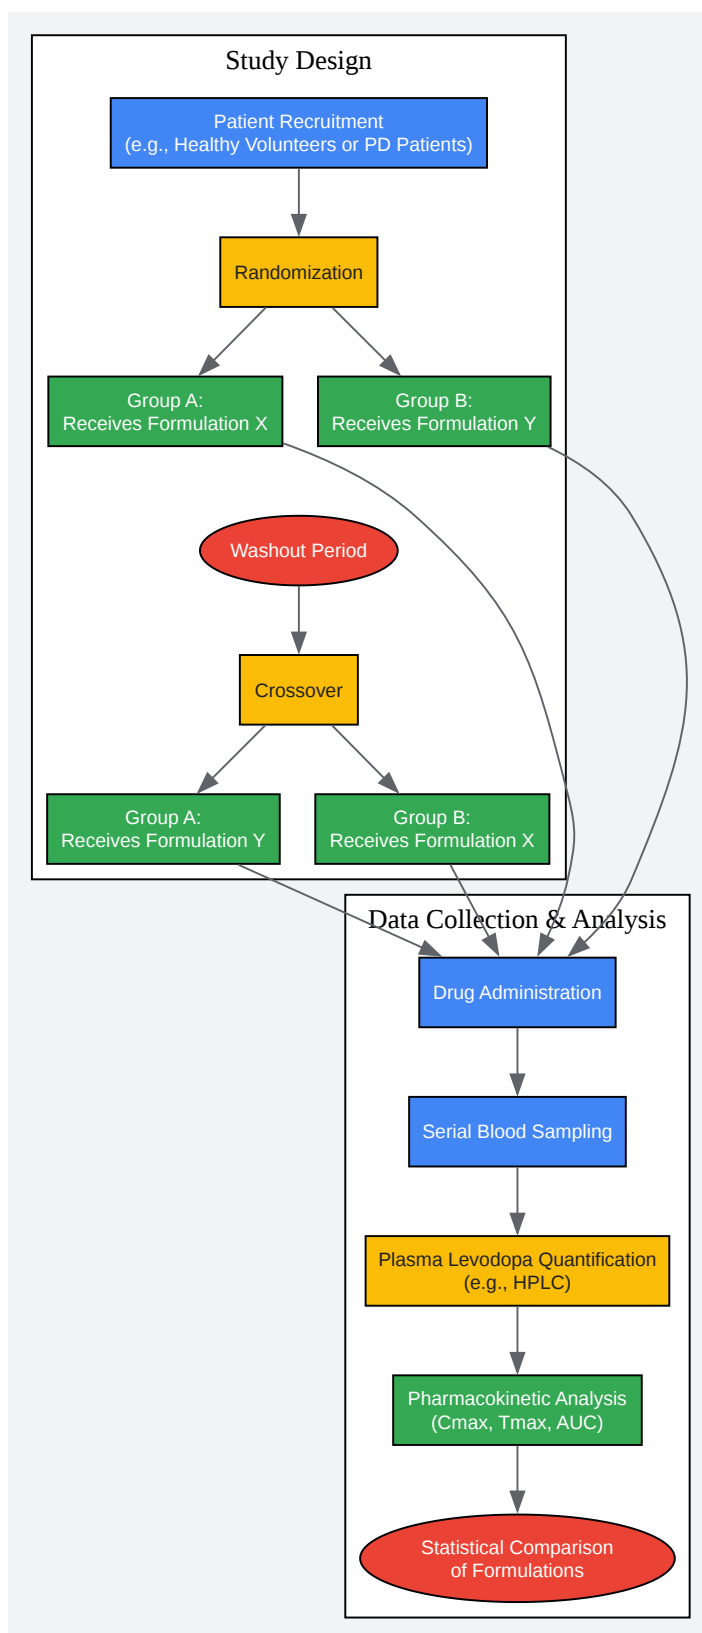 Study Design
Patient Recruitment
(e.g., Healthy Volunteers or PD Patients)
Randomization
Group A:
Receives Formulation X
Group B:
Receives Formulation Y
Washout Period
Crossover
Group A:
Receives Formulation Y
Group B:
Receives Formulation X
Data Collection & Analysis
Drug Administration
Serial Blood Sampling
Plasma Levodopa Quantification
(e.g., HPLC)
Pharmacokinetic Analysis
(Cmax, Tmax, AUC)
Statistical Comparison
of Formulations